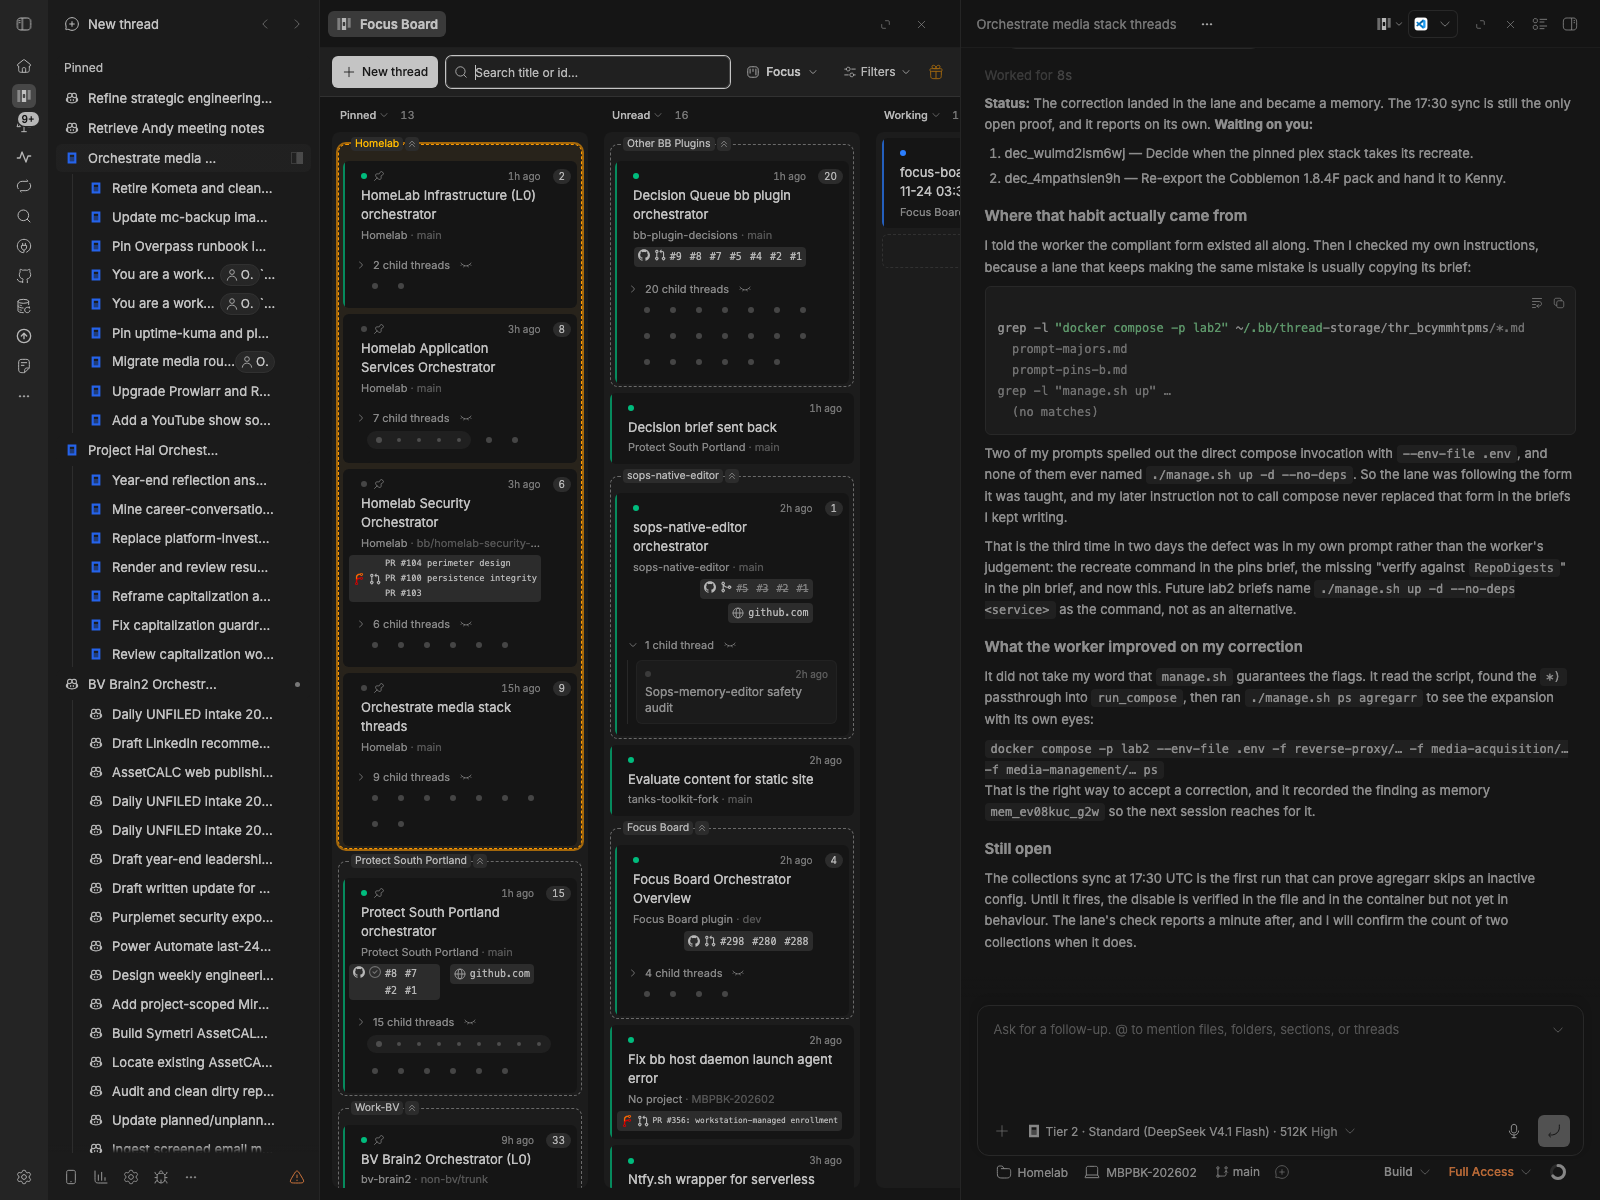 New thread
Pinned
Refine strategic engineering...
Retrieve Andy meeting notes
Orchestrate media ...
Retire Kometa and clean...
Update mc-backup ima...
Pin Overpass runbook i...
You are a work... O. `...
You are a work... O. `...
Pin uptime-kuma and pl...
Migrate media rou... O.
Upgrade Prowlarr and R...
Add a YouTube show so...
Project Hal Orchest...
Year-end reflection ans...
Mine career-conversatio...
Replace platform-invest...
Render and review resu...
Reframe capitalization a...
Fix capitalization guardr...
Review capitalization wo...
BV Brain2 Orchestr...
Daily UNFILED intake 20...
Draft LinkedIn recomme...
AssetCALC web publishi...
Daily UNFILED intake 20...
Daily UNFILED intake 20...
Draft year-end leadershi...
Draft written update for ...
Purplemet security expo...
Power Automate last-24...
Design weekly engineeri...
Add project-scoped Mir...
Build Symetri AssetCAL...
Locate existing AssetCA...
Audit and clean dirty rep...
Update planned/unplann...
Ingest screened email m...
9+
Focus Board
New thread
Search title or id...
Focus
Filters
Pinned 13
Homelab
1h ago 2
HomeLab Infrastructure (L0)
orchestrator
Homelab · main
2 child threads
3h ago 8
Homelab Application
Services Orchestrator
Homelab · main
7 child threads
3h ago 6
Homelab Security
Orchestrator
Homelab · bb/homelab-security-...
PR #104 perimeter design
PR #100 persistence integrity
PR #103
6 child threads
15h ago 9
Orchestrate media stack
threads
Homelab · main
9 child threads
Protect South Portland
1h ago 15
Protect South Portland
orchestrator
Protect South Portland · main
#8 #7
#2 #1
github.com
15 child threads
Work-BV
9h ago 33
BV Brain2 Orchestrator (L0)
bv-brain2 · non-bv/trunk
Unread 16
Other BB Plugins
1h ago 20
Decision Queue bb plugin
orchestrator
bb-plugin-decisions · main
#9 #8 #7 #5 #4 #2 #1
20 child threads
1h ago
Decision brief sent back
Protect South Portland · main
sops-native-editor
2h ago 1
sops-native-editor
orchestrator
sops-native-editor · main
#5 #3 #2 #1
github.com
1 child thread
2h ago
Sops-memory-editor safety
audit
2h ago
Evaluate content for static site
tanks-toolkit-fork · main
Focus Board
2h ago 4
Focus Board Orchestrator
Overview
Focus Board plugin · dev
#298 #280 #288
4 child threads
2h ago
Fix bb host daemon launch agent
error
No project · MBPBK-202602
PR #356: workstation-managed enrollment
3h ago
Ntfy.sh wrapper for serverless
Working 1
focus-boa
11-24 03:3
Focus Board
Orchestrate media stack threads ...
Worked for 8s
Status: The correction landed in the lane and became a memory. The 17:30 sync is still the only
open proof, and it reports on its own. Waiting on you:
1. dec_wuimd2ism6wj — Decide when the pinned plex stack takes its recreate.
2. dec_4mpathslen9h — Re-export the Cobblemon 1.8.4F pack and hand it to Kenny.
Where that habit actually came from
I told the worker the compliant form existed all along. Then I checked my own instructions,
because a lane that keeps making the same mistake is usually copying its brief:
grep -l "docker compose -p lab2" ~/.bb/thread-storage/thr_bcymmhtpms/*.md
prompt-majors.md
prompt-pins-b.md
grep -l "manage.sh up" …
(no matches)
Two of my prompts spelled out the direct compose invocation with --env-file .env , and
none of them ever named ./manage.sh up -d --no-deps . So the lane was following the form
it was taught, and my later instruction not to call compose never replaced that form in the briefs
I kept writing.
That is the third time in two days the defect was in my own prompt rather than the worker's
judgement: the recreate command in the pins brief, the missing "verify against RepoDigests "
in the pin brief, and now this. Future lab2 briefs name ./manage.sh up -d --no-deps
<service> as the command, not as an alternative.
What the worker improved on my correction
It did not take my word that manage.sh guarantees the flags. It read the script, found the *)
passthrough into run_compose , then ran ./manage.sh ps agregarr to see the expansion
with its own eyes:
docker compose -p lab2 --env-file .env -f reverse-proxy/… -f media-acquisition/…
-f media-management/… ps
That is the right way to accept a correction, and it recorded the finding as memory
mem_ev08kuc_g2w so the next session reaches for it.
Still open
The collections sync at 17:30 UTC is the first run that can prove agregarr skips an inactive
config. Until it fires, the disable is verified in the file and in the container but not yet in
behaviour. The lane's check reports a minute after, and I will confirm the count of two
collections when it does.
Ask for a follow-up. @ to mention files, folders, sections, or threads
Tier 2 · Standard (DeepSeek V4.1 Flash) · 512K High
Homelab MBPBK-202602 main
Build Full Access